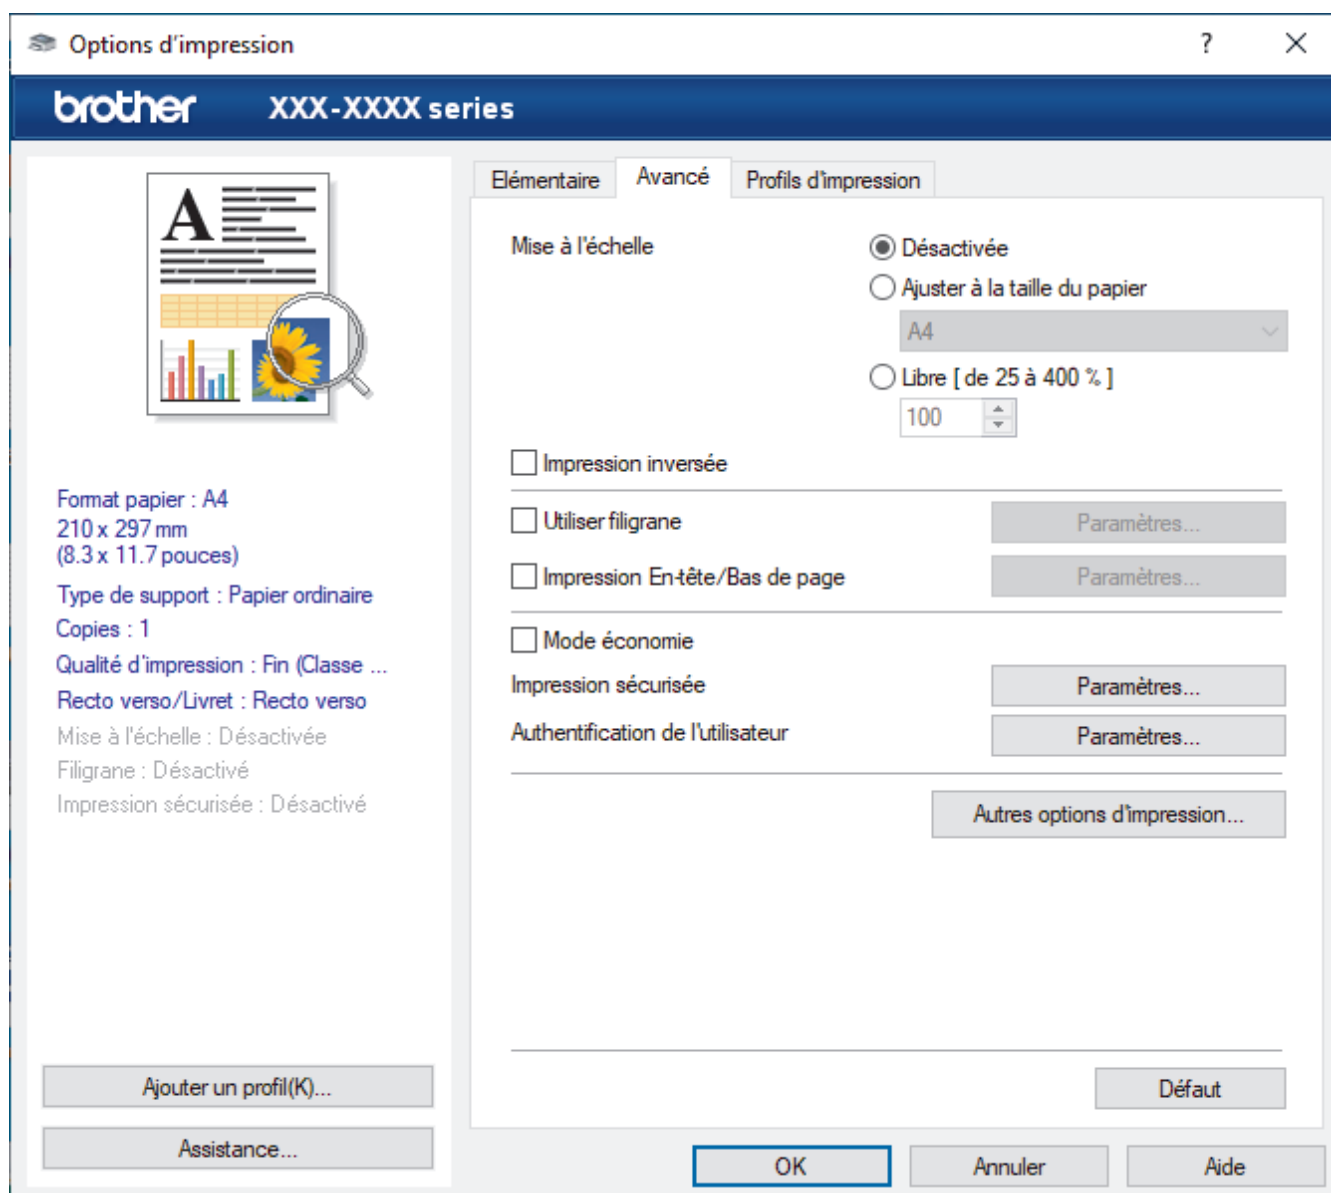 Options d'impression
brother XXX-XXXX series
A
Format papier : A4
210 x 297 mm
(8.3 x 11.7 pouces)
Type de support : Papier ordinaire
Copies : 1
Qualité d'impression : Fin (Classe ...
Recto verso/Livret : Recto verso
Mise à l'échelle : Désactivée
Filigrane : Désactivé
Impression sécurisée : Désactivé
Ajouter un profil(K)...
Assistance...
Elémentaire Avancé Profils d'impression
Mise à l'échelle Désactivée
Ajuster à la taille du papier
A4
Libre [ de 25 à 400 % ]
100
Impression inversée
Utiliser filigrane Paramètres...
Impression En-tête/Bas de page Paramètres...
Mode économie
Impression sécurisée Paramètres...
Authentification de l'utilisateur Paramètres...
Autres options d'impression...
Défaut
OK Annuler Aide